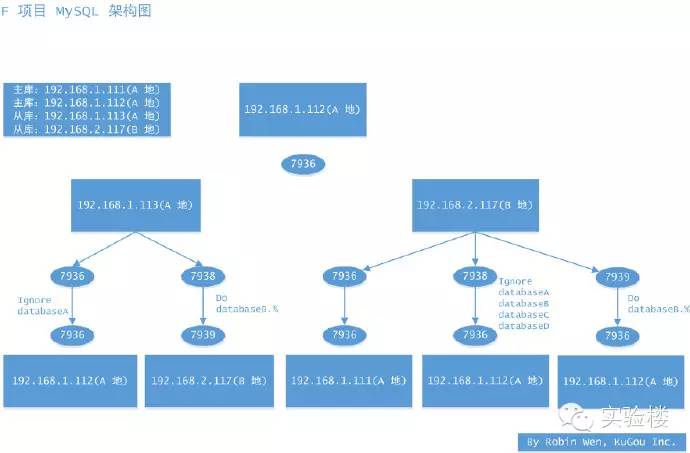 F 项目 MySQL 架构图
主库：192.168.1.111(A 地)
主库：192.168.1.112(A 地)
从库：192.168.1.113(A 地)
从库：192.168.2.117(B 地)
192.168.1.112(A 地)
7936
192.168.1.113(A 地)
192.168.2.117(B 地)
7936
7938
7936
7938
7939
Ignore
databaseA
Do
databaseB.%
Ignore
databaseA
databaseB
databaseC
databaseD
Do
databaseB.%
7936
7939
7936
7936
7936
192.168.1.112(A 地)
192.168.2.117(B 地)
192.168.1.111(A 地)
192.168.1.112(A 地)
192.168.1.112(A 地)
实验楼
By Robin Wen, KuGou Inc.